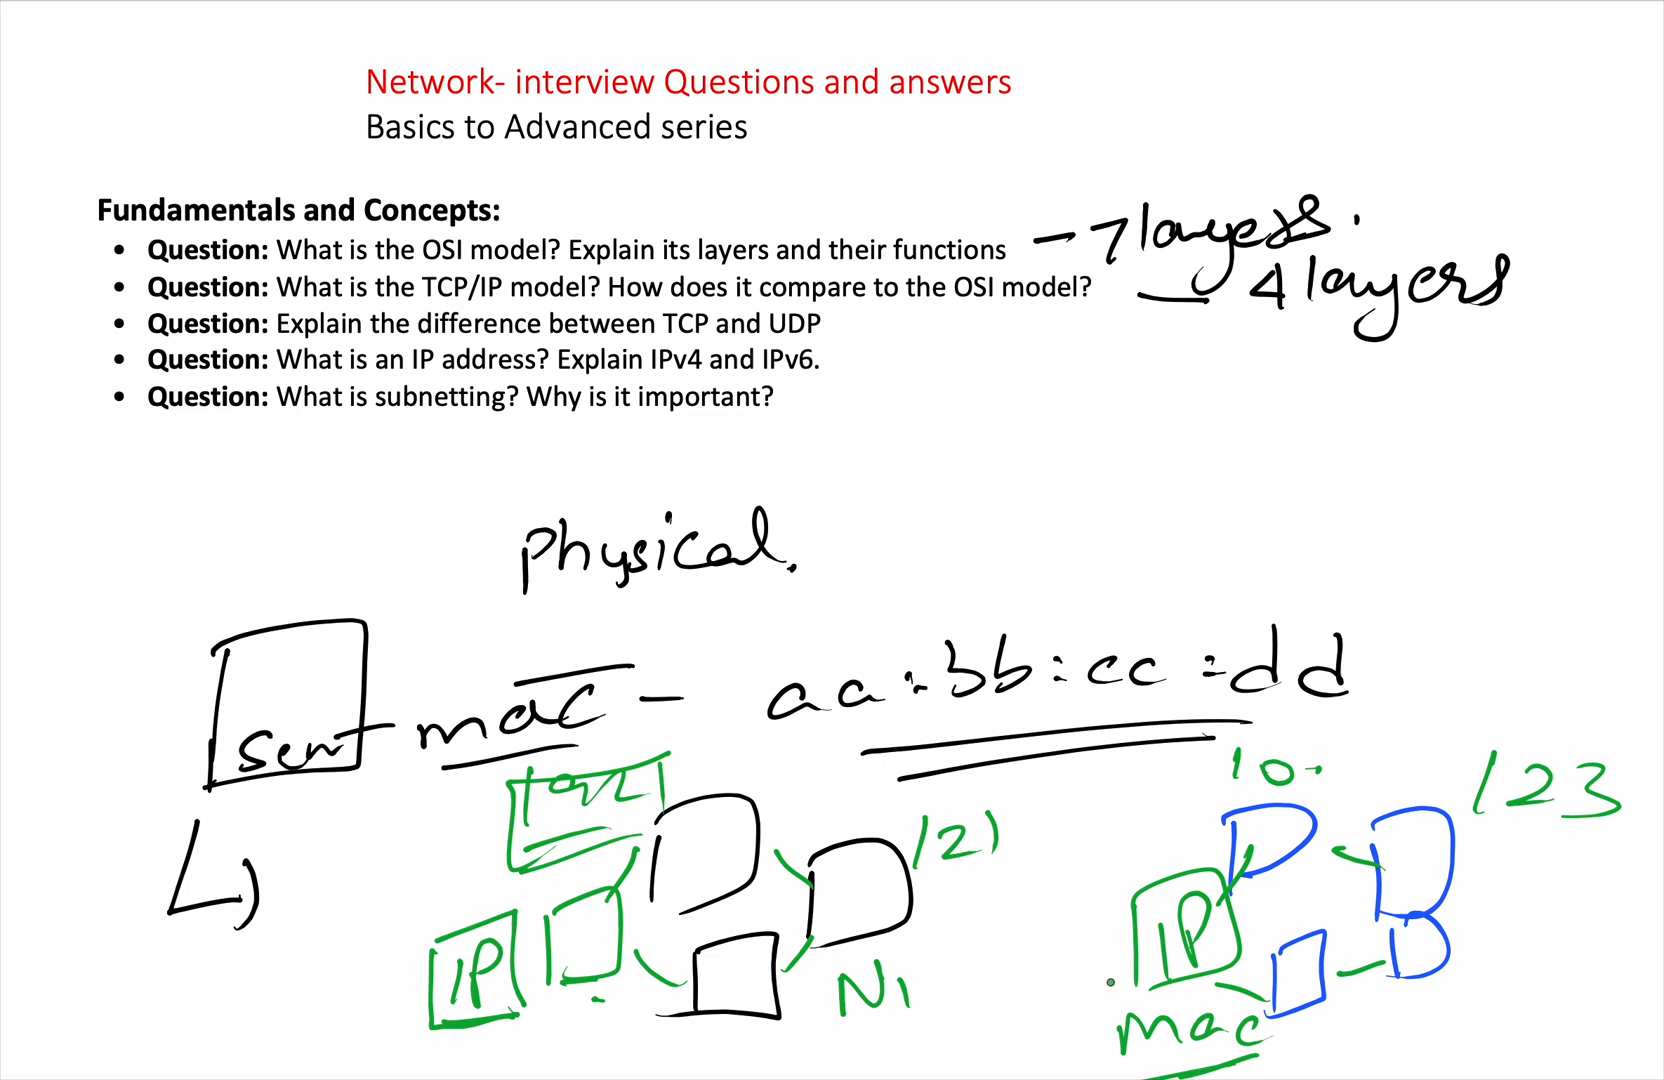 Network- interview Questions and answers
Basics to Advanced series
Fundamentals and Concepts:
• Question: What is the OSI model? Explain its layers and their functions
– 7 layers.
• Question: What is the TCP/IP model? How does it compare to the OSI model?
— 4 layers
• Question: Explain the difference between TCP and UDP
• Question: What is an IP address? Explain IPv4 and IPv6.
• Question: What is subnetting? Why is it important?
Physical.
mac – aa:bb:cc:dd
10.
123
121
IP
IP
N1
mac